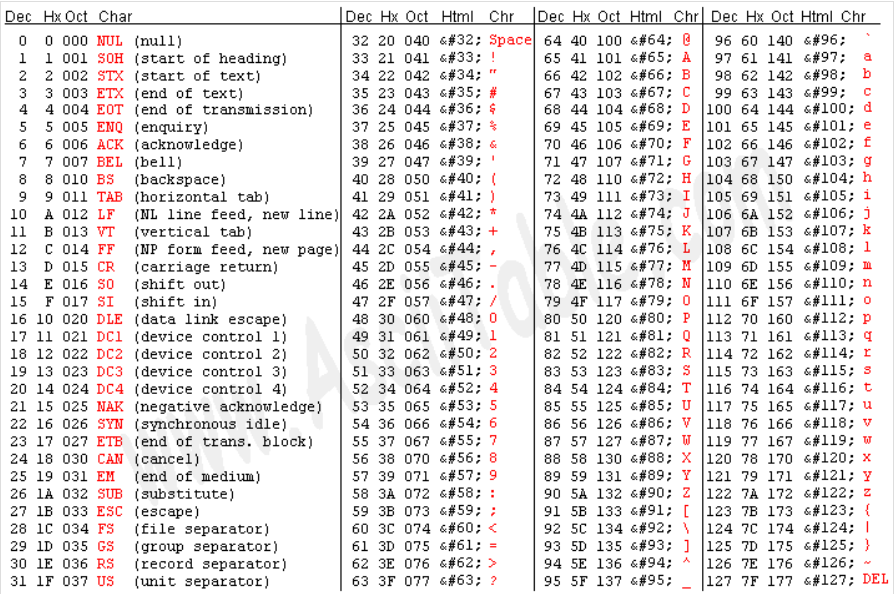 Dec Hx Oct Char Dec Hx Oct Html Chr Dec Hx Oct Html Chr Dec Hx Oct Html Chr
0 0 000 NUL (null) 32 20 040 &#32; Space 64 40 100 &#64; @ 96 60 140 &#96; `
1 1 001 SOH (start of heading) 33 21 041 &#33; ! 65 41 101 &#65; A 97 61 141 &#97; a
2 2 002 STX (start of text) 34 22 042 &#34; " 66 42 102 &#66; B 98 62 142 &#98; b
3 3 003 ETX (end of text) 35 23 043 &#35; # 67 43 103 &#67; C 99 63 143 &#99; c
4 4 004 EOT (end of transmission) 36 24 044 &#36; $ 68 44 104 &#68; D 100 64 144 &#100; d
5 5 005 ENQ (enquiry) 37 25 045 &#37; % 69 45 105 &#69; E 101 65 145 &#101; e
6 6 006 ACK (acknowledge) 38 26 046 &#38; & 70 46 106 &#70; F 102 66 146 &#102; f
7 7 007 BEL (bell) 39 27 047 &#39; ' 71 47 107 &#71; G 103 67 147 &#103; g
8 8 010 BS (backspace) 40 28 050 &#40; ( 72 48 110 &#72; H 104 68 150 &#104; h
9 9 011 TAB (horizontal tab) 41 29 051 &#41; ) 73 49 111 &#73; I 105 69 151 &#105; i
10 A 012 LF (NL line feed, new line) 42 2A 052 &#42; * 74 4A 112 &#74; J 106 6A 152 &#106; j
11 B 013 VT (vertical tab) 43 2B 053 &#43; + 75 4B 113 &#75; K 107 6B 153 &#107; k
12 C 014 FF (NP form feed, new page) 44 2C 054 &#44; , 76 4C 114 &#76; L 108 6C 154 &#108; l
13 D 015 CR (carriage return) 45 2D 055 &#45; - 77 4D 115 &#77; M 109 6D 155 &#109; m
14 E 016 SO (shift out) 46 2E 056 &#46; . 78 4E 116 &#78; N 110 6E 156 &#110; n
15 F 017 SI (shift in) 47 2F 057 &#47; / 79 4F 117 &#79; O 111 6F 157 &#111; o
16 10 020 DLE (data link escape) 48 30 060 &#48; 0 80 50 120 &#80; P 112 70 160 &#112; p
17 11 021 DC1 (device control 1) 49 31 061 &#49; 1 81 51 121 &#81; Q 113 71 161 &#113; q
18 12 022 DC2 (device control 2) 50 32 062 &#50; 2 82 52 122 &#82; R 114 72 162 &#114; r
19 13 023 DC3 (device control 3) 51 33 063 &#51; 3 83 53 123 &#83; S 115 73 163 &#115; s
20 14 024 DC4 (device control 4) 52 34 064 &#52; 4 84 54 124 &#84; T 116 74 164 &#116; t
21 15 025 NAK (negative acknowledge) 53 35 065 &#53; 5 85 55 125 &#85; U 117 75 165 &#117; u
22 16 026 SYN (synchronous idle) 54 36 066 &#54; 6 86 56 126 &#86; V 118 76 166 &#118; v
23 17 027 ETB (end of trans. block) 55 37 067 &#55; 7 87 57 127 &#87; W 119 77 167 &#119; w
24 18 030 CAN (cancel) 56 38 070 &#56; 8 88 58 130 &#88; X 120 78 170 &#120; x
25 19 031 EM (end of medium) 57 39 071 &#57; 9 89 59 131 &#89; Y 121 79 171 &#121; y
26 1A 032 SUB (substitute) 58 3A 072 &#58; : 90 5A 132 &#90; Z 122 7A 172 &#122; z
27 1B 033 ESC (escape) 59 3B 073 &#59; ; 91 5B 133 &#91; [ 123 7B 173 &#123; {
28 1C 034 FS (file separator) 60 3C 074 &#60; < 92 5C 134 &#92; \ 124 7C 174 &#124; |
29 1D 035 GS (group separator) 61 3D 075 &#61; = 93 5D 135 &#93; ] 125 7D 175 &#125; }
30 1E 036 RS (record separator) 62 3E 076 &#62; > 94 5E 136 &#94; ^ 126 7E 176 &#126; ~
31 1F 037 US (unit separator) 63 3F 077 &#63; ? 95 5F 137 &#95; _ 127 7F 177 &#127; DEL
www.AsciiTable.com